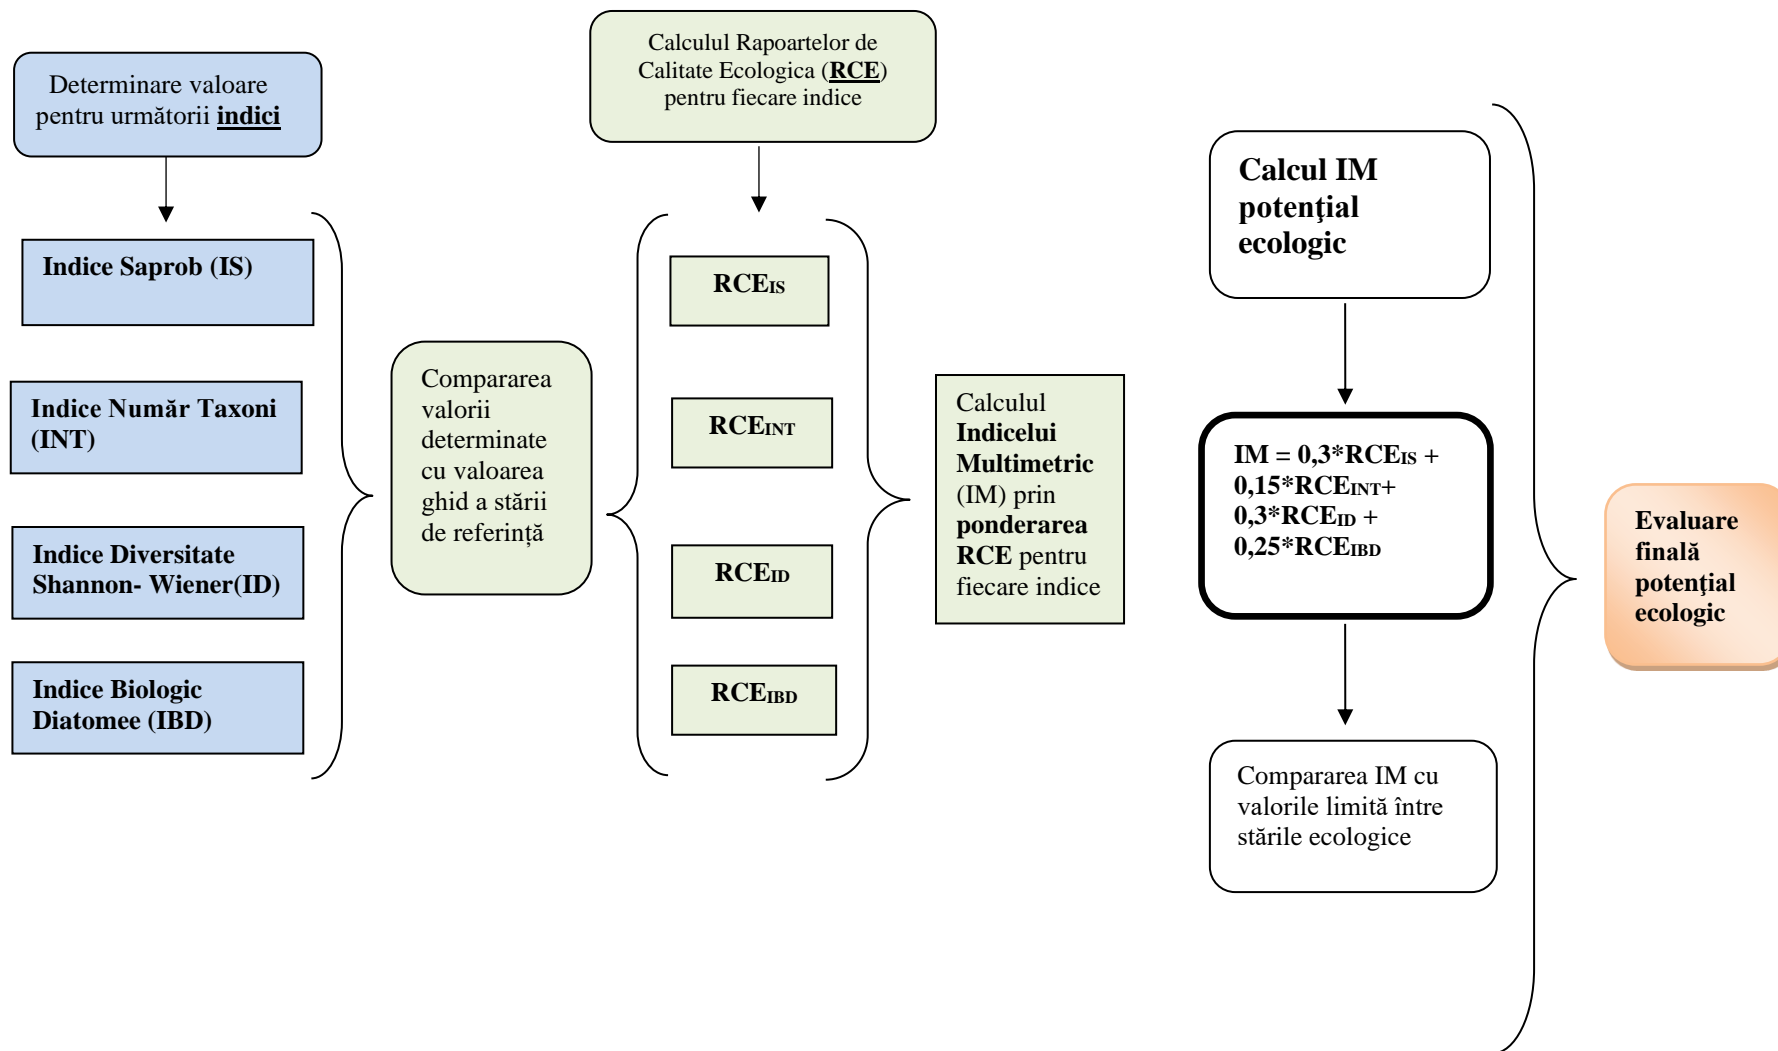 Determinare valoare
pentru următorii indici
Indice Saprob (IS)
Indice Număr Taxoni
(INT)
Indice Diversitate
Shannon- Wiener(ID)
Indice Biologic
Diatomee (IBD)
Compararea
valorii
determinate
cu valoarea
ghid a stării
de referință
Calculul Rapoartelor de
Calitate Ecologica (RCE)
pentru fiecare indice
RCEIS
RCEINT
RCEID
RCEIBD
Calculul
Indicelui
Multimetric
(IM) prin
ponderarea
RCE pentru
fiecare indice
Calcul IM
potenţial
ecologic
IM = 0,3*RCEIS +
0,15*RCEINT+
0,3*RCEID +
0,25*RCEIBD
Compararea IM cu
valorile limită între
stările ecologice
Evaluare
finală
potenţial
ecologic